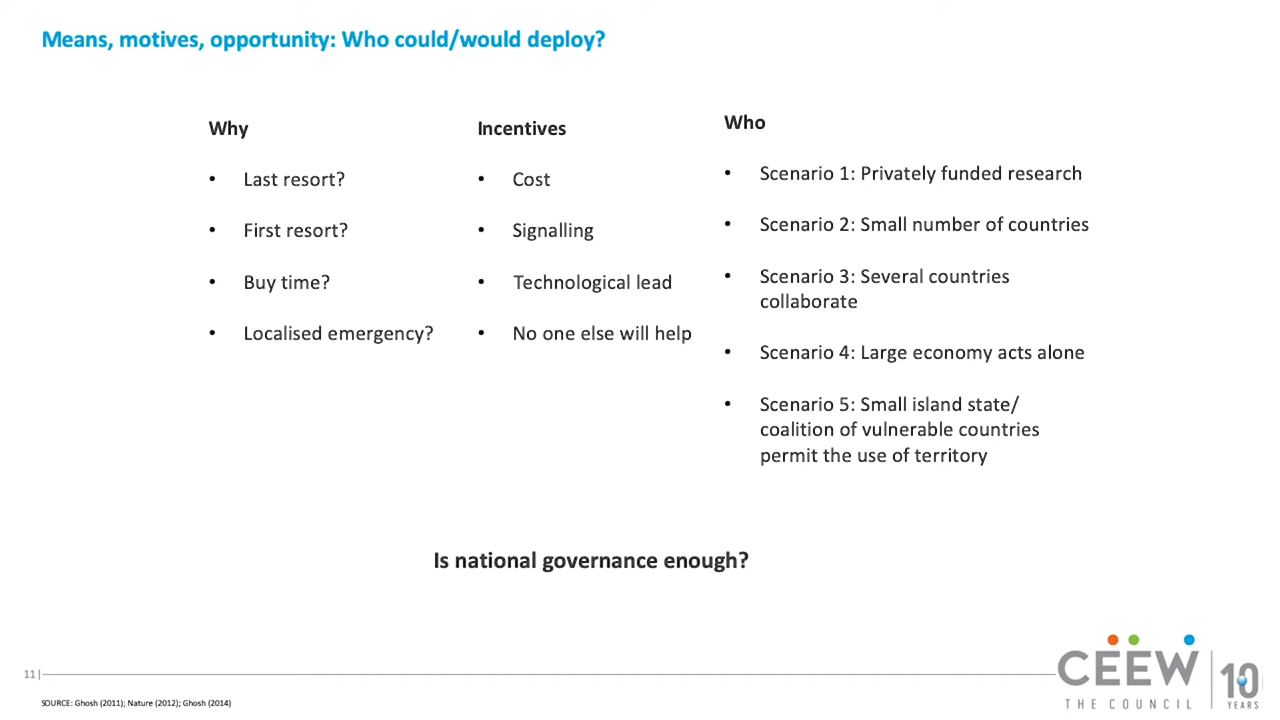 Means, motives, opportunity: Who could/would deploy?
Why
• Last resort?
• First resort?
• Buy time?
• Localised emergency?
Incentives
• Cost
• Signalling
• Technological lead
• No one else will help
Who
• Scenario 1: Privately funded research
• Scenario 2: Small number of countries
• Scenario 3: Several countries
collaborate
• Scenario 4: Large economy acts alone
• Scenario 5: Small island state/
coalition of vulnerable countries
permit the use of territory
Is national governance enough?
11|
SOURCE: Ghosh (2011); Nature (2012); Ghosh (2014)
CEEW
THE COUNCIL
10
YEARS